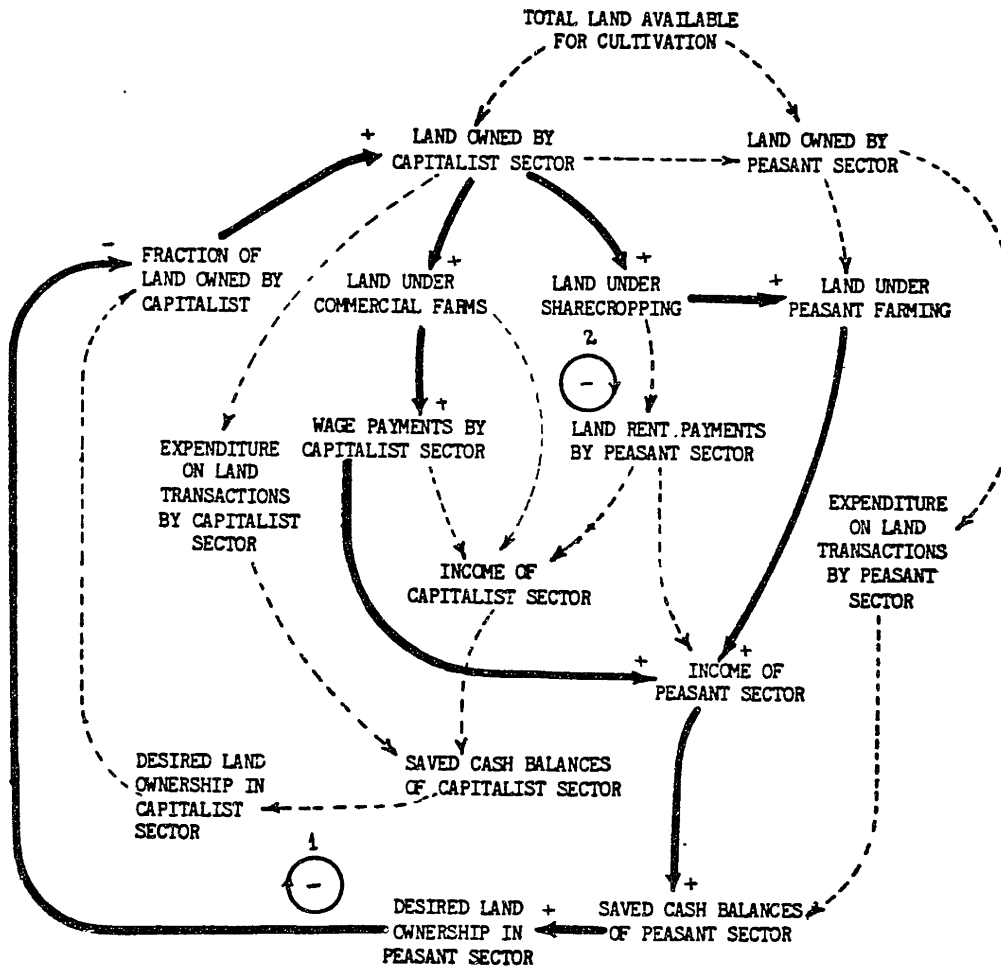 TOTAL LAND AVAILABLE
FOR CULTIVATION
+
LAND OWNED BY
CAPITALIST SECTOR
LAND OWNED BY
PEASANT SECTOR
-
FRACTION OF
LAND OWNED BY
CAPITALIST
+
LAND UNDER
COMMERCIAL FARMS
+
LAND UNDER
SHARECROPPING
+
LAND UNDER
PEASANT FARMING
2
-
+
WAGE PAYMENTS BY
CAPITALIST SECTOR
LAND RENT PAYMENTS
BY PEASANT SECTOR
EXPENDITURE
ON LAND
TRANSACTIONS
BY CAPITALIST
SECTOR
EXPENDITURE
ON LAND
TRANSACTIONS
BY PEASANT
SECTOR
INCOME OF
CAPITALIST SECTOR
+
+
INCOME OF
PEASANT SECTOR
DESIRED LAND
OWNERSHIP IN
CAPITALIST
SECTOR
SAVED CASH BALANCES
OF CAPITALIST SECTOR
1
-
+
DESIRED LAND
OWNERSHIP IN
PEASANT SECTOR
+
SAVED CASH BALANCES
OF PEASANT SECTOR